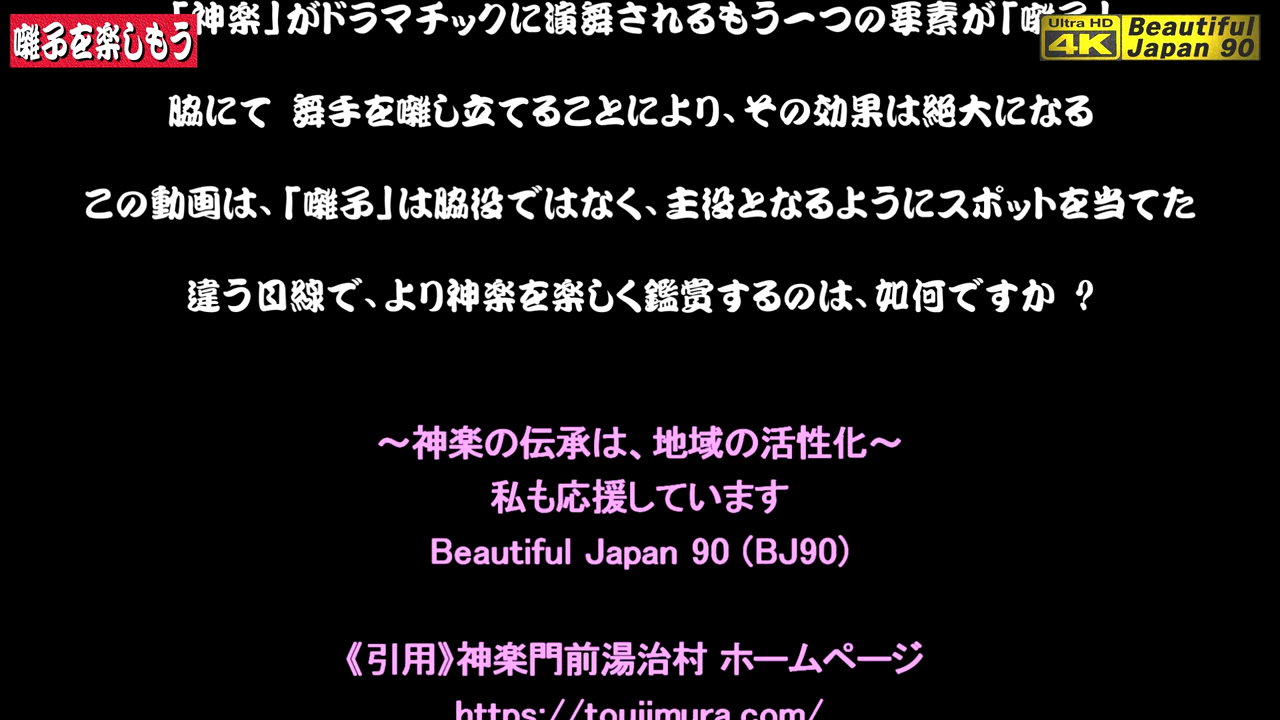 「神楽」がドラマチックに演舞されるもう一つの要素が「囃子」
囃子を楽しもう
Ultra HD
4K
Beautiful
Japan 90
脇にて 舞手を囃し立てることにより、その効果は絶大になる
この動画は、「囃子」は脇役ではなく、主役となるようにスポットを当てた
違う目線で、より神楽を楽しく鑑賞するのは、如何ですか ?
～神楽の伝承は、地域の活性化～
私も応援しています
Beautiful Japan 90 (BJ90)
《引用》神楽門前湯治村 ホームページ
https://toujimura.com/